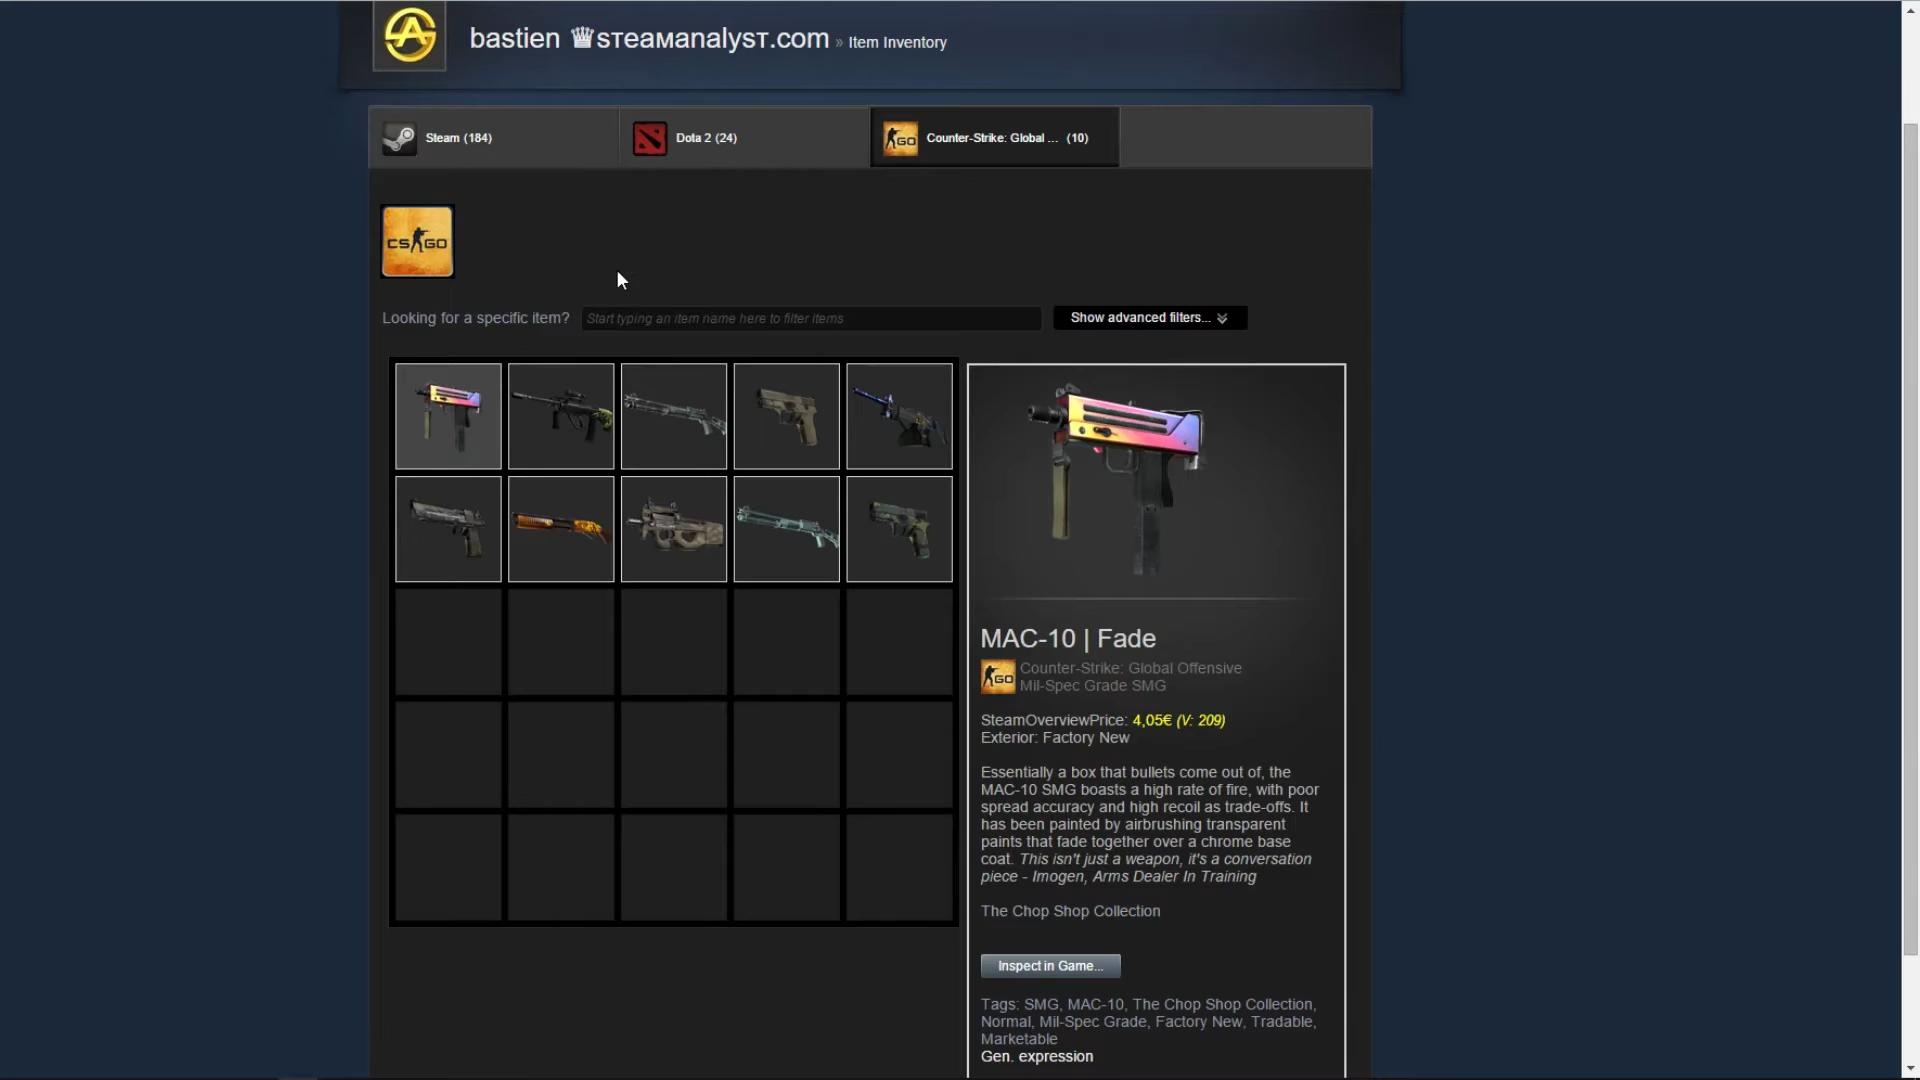 bastien ♛sтeaмanalysт.com » Item Inventory
Steam (184)
Dota 2 (24)
Counter-Strike: Global ... (10)
CS GO
Looking for a specific item?
Start typing an item name here to filter items
Show advanced filters...
MAC-10 | Fade
GO
Counter-Strike: Global Offensive
Mil-Spec Grade SMG
SteamOverviewPrice: 4,05€ (V: 209)
Exterior: Factory New
Essentially a box that bullets come out of, the
MAC-10 SMG boasts a high rate of fire, with poor
spread accuracy and high recoil as trade-offs. It
has been painted by airbrushing transparent
paints that fade together over a chrome base
coat. This isn't just a weapon, it's a conversation
piece - Imogen, Arms Dealer In Training
The Chop Shop Collection
Inspect in Game...
Tags: SMG, MAC-10, The Chop Shop Collection,
Normal, Mil-Spec Grade, Factory New, Tradable,
Marketable
Gen. expression